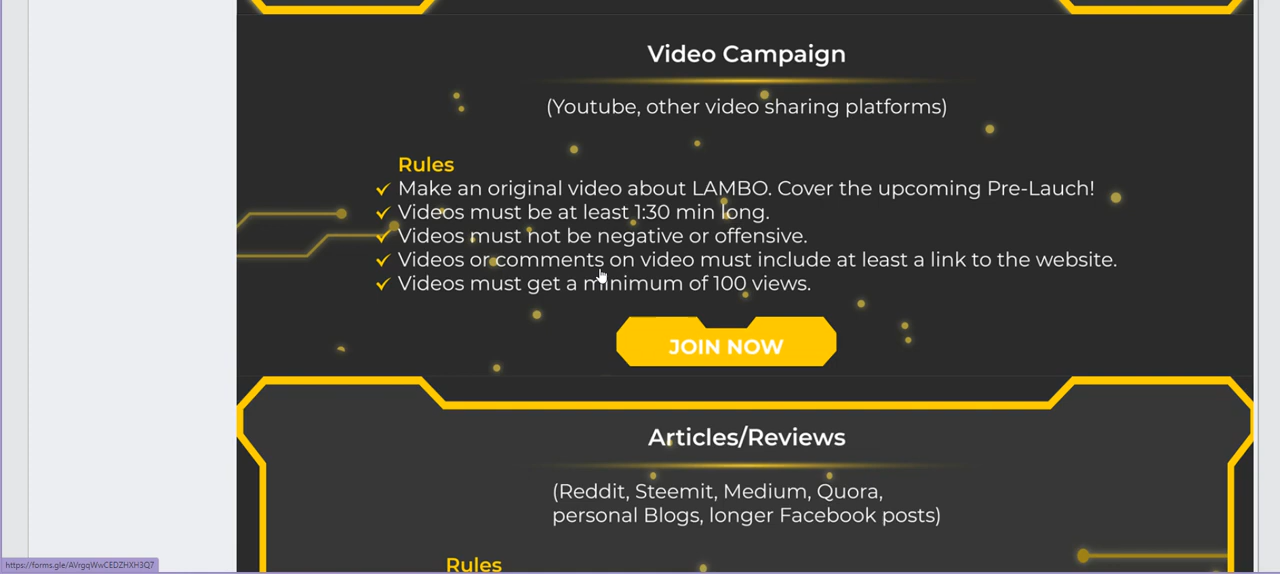 Video Campaign
(Youtube, other video sharing platforms)
Rules
Make an original video about LAMBO. Cover the upcoming Pre-Lauch!
Videos must be at least 1:30 min long.
Videos must not be negative or offensive.
Videos or comments on video must include at least a link to the website.
Videos must get a minimum of 100 views.
JOIN NOW
Articles/Reviews
(Reddit, Steemit, Medium, Quora,
personal Blogs, longer Facebook posts)
Rules
https://forms.gle/AVrgqWwCEDZHXH3Q7